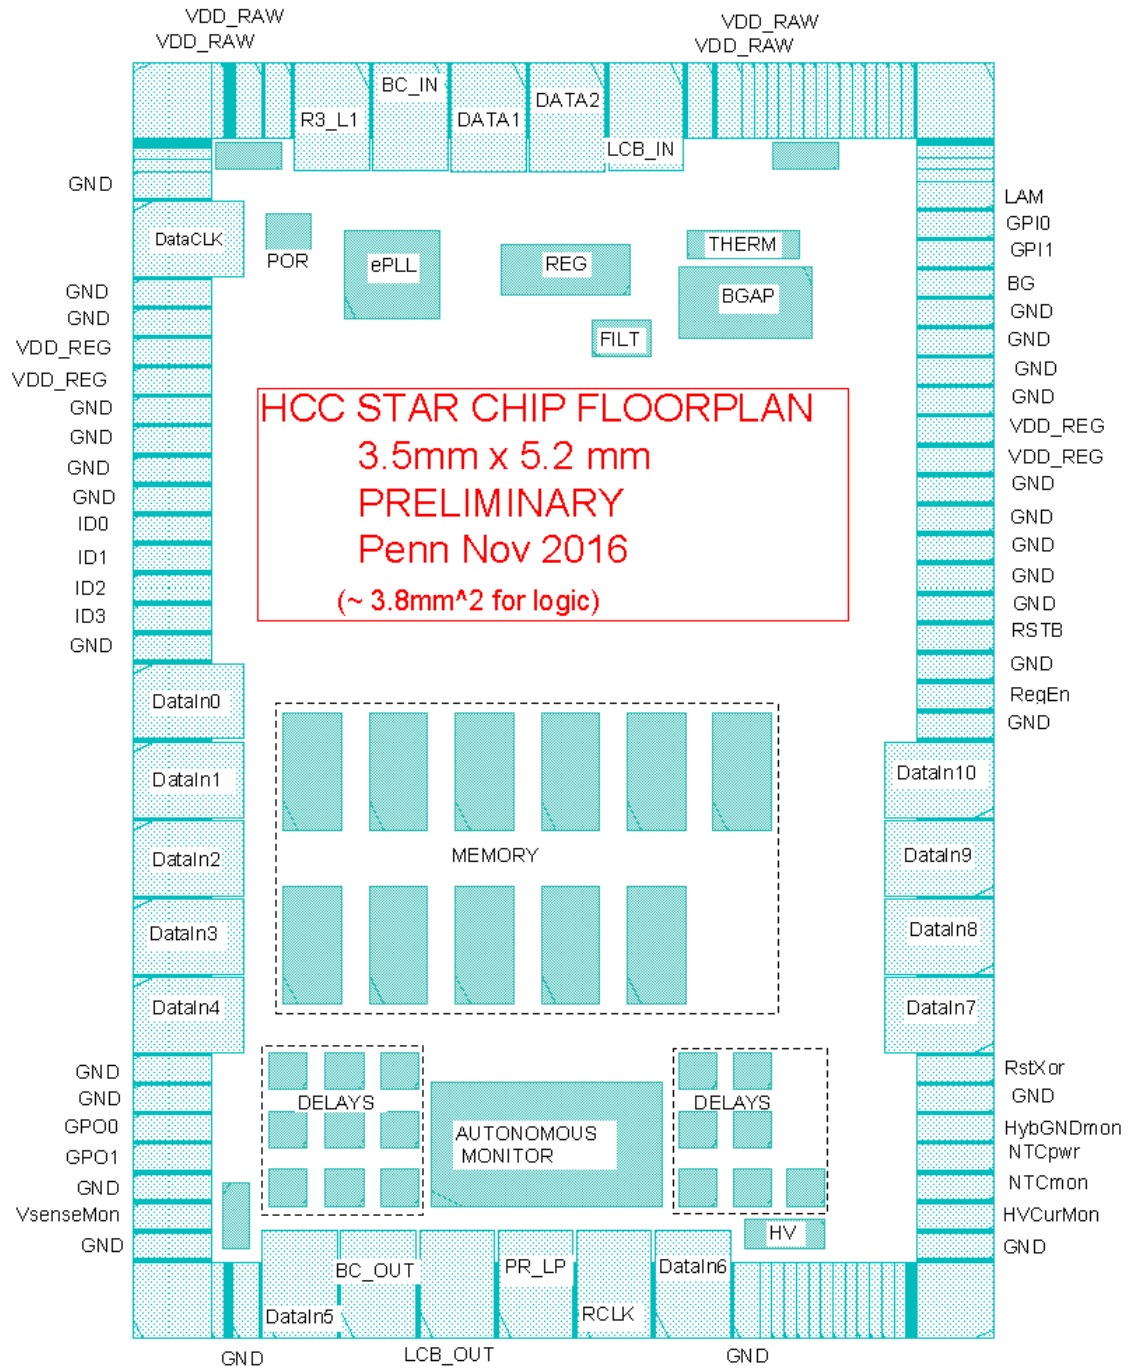 VDD_RAW
VDD_RAW
VDD_RAW
VDD_RAW
R3_L1
BC_IN
DATA1
DATA2
LCB_IN
GND
DataCLK
GND
GND
VDD_REG
VDD_REG
GND
GND
GND
GND
ID0
ID1
ID2
ID3
GND
DataIn0
DataIn1
DataIn2
DataIn3
DataIn4
GND
GND
GPO0
GPO1
GND
VsenseMon
GND
POR
ePLL
REG
THERM
BGAP
FILT
HCC STAR CHIP FLOORPLAN
3.5mm x 5.2 mm
PRELIMINARY
Penn Nov 2016
(~ 3.8mm^2 for logic)
MEMORY
DELAYS
AUTONOMOUS
MONITOR
DELAYS
HV
LAM
GPI0
GPI1
BG
GND
GND
GND
GND
VDD_REG
VDD_REG
GND
GND
GND
GND
GND
RSTB
GND
RegEn
GND
DataIn10
DataIn9
DataIn8
DataIn7
RstXor
GND
HybGNDmon
NTCpwr
NTCmon
HVCurMon
GND
DataIn5
BC_OUT
PR_LP
RCLK
DataIn6
GND
LCB_OUT
GND